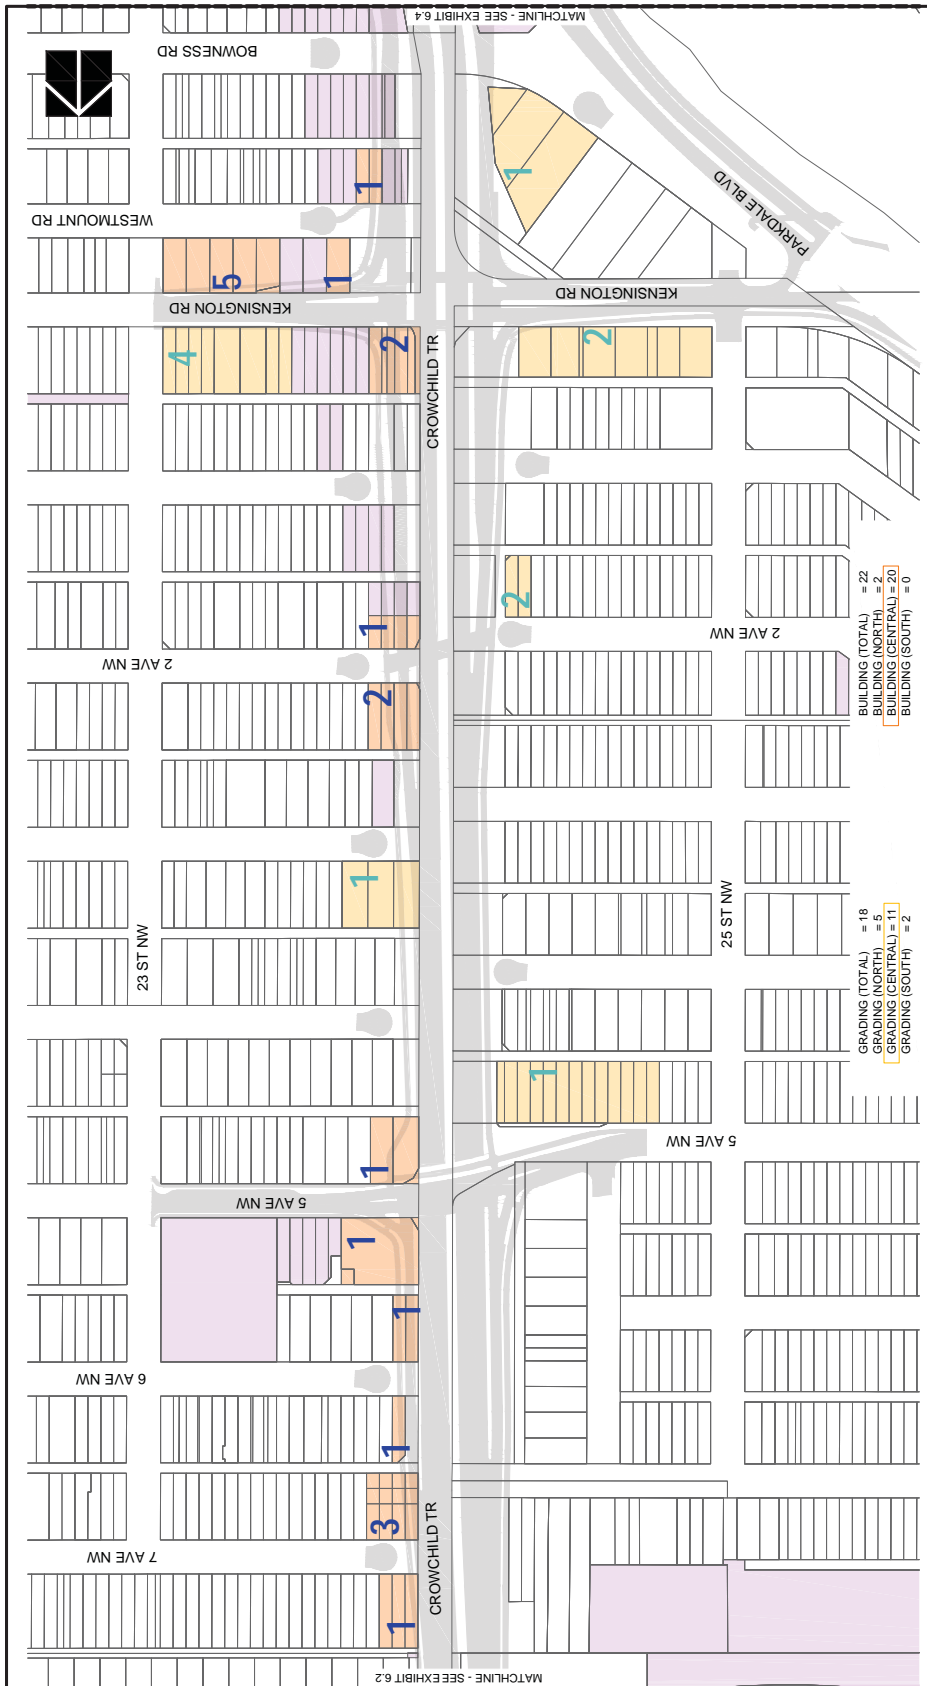 MATCHLINE - SEE EXHIBIT 6.4
BOWNESS RD
WESTMOUNT RD
1
1
PARKDALE BLVD
5
1
KENSINGTON RD
KENSINGTON RD
4
2
CROWCHILD TR
2
2
1
2 AVE NW
2 AVE NW
2
BUILDING (TOTAL) = 22
BUILDING (NORTH) = 2
BUILDING (CENTRAL) = 20
BUILDING (SOUTH) = 0
1
23 ST NW
25 ST NW
GRADING (TOTAL) = 18
GRADING (NORTH) = 5
GRADING (CENTRAL) = 11
GRADING (SOUTH) = 2
1
1
5 AVE NW
5 AVE NW
1
1
6 AVE NW
1
3
7 AVE NW
CROWCHILD TR
1
MATCHLINE - SEE EXHIBIT 6.2